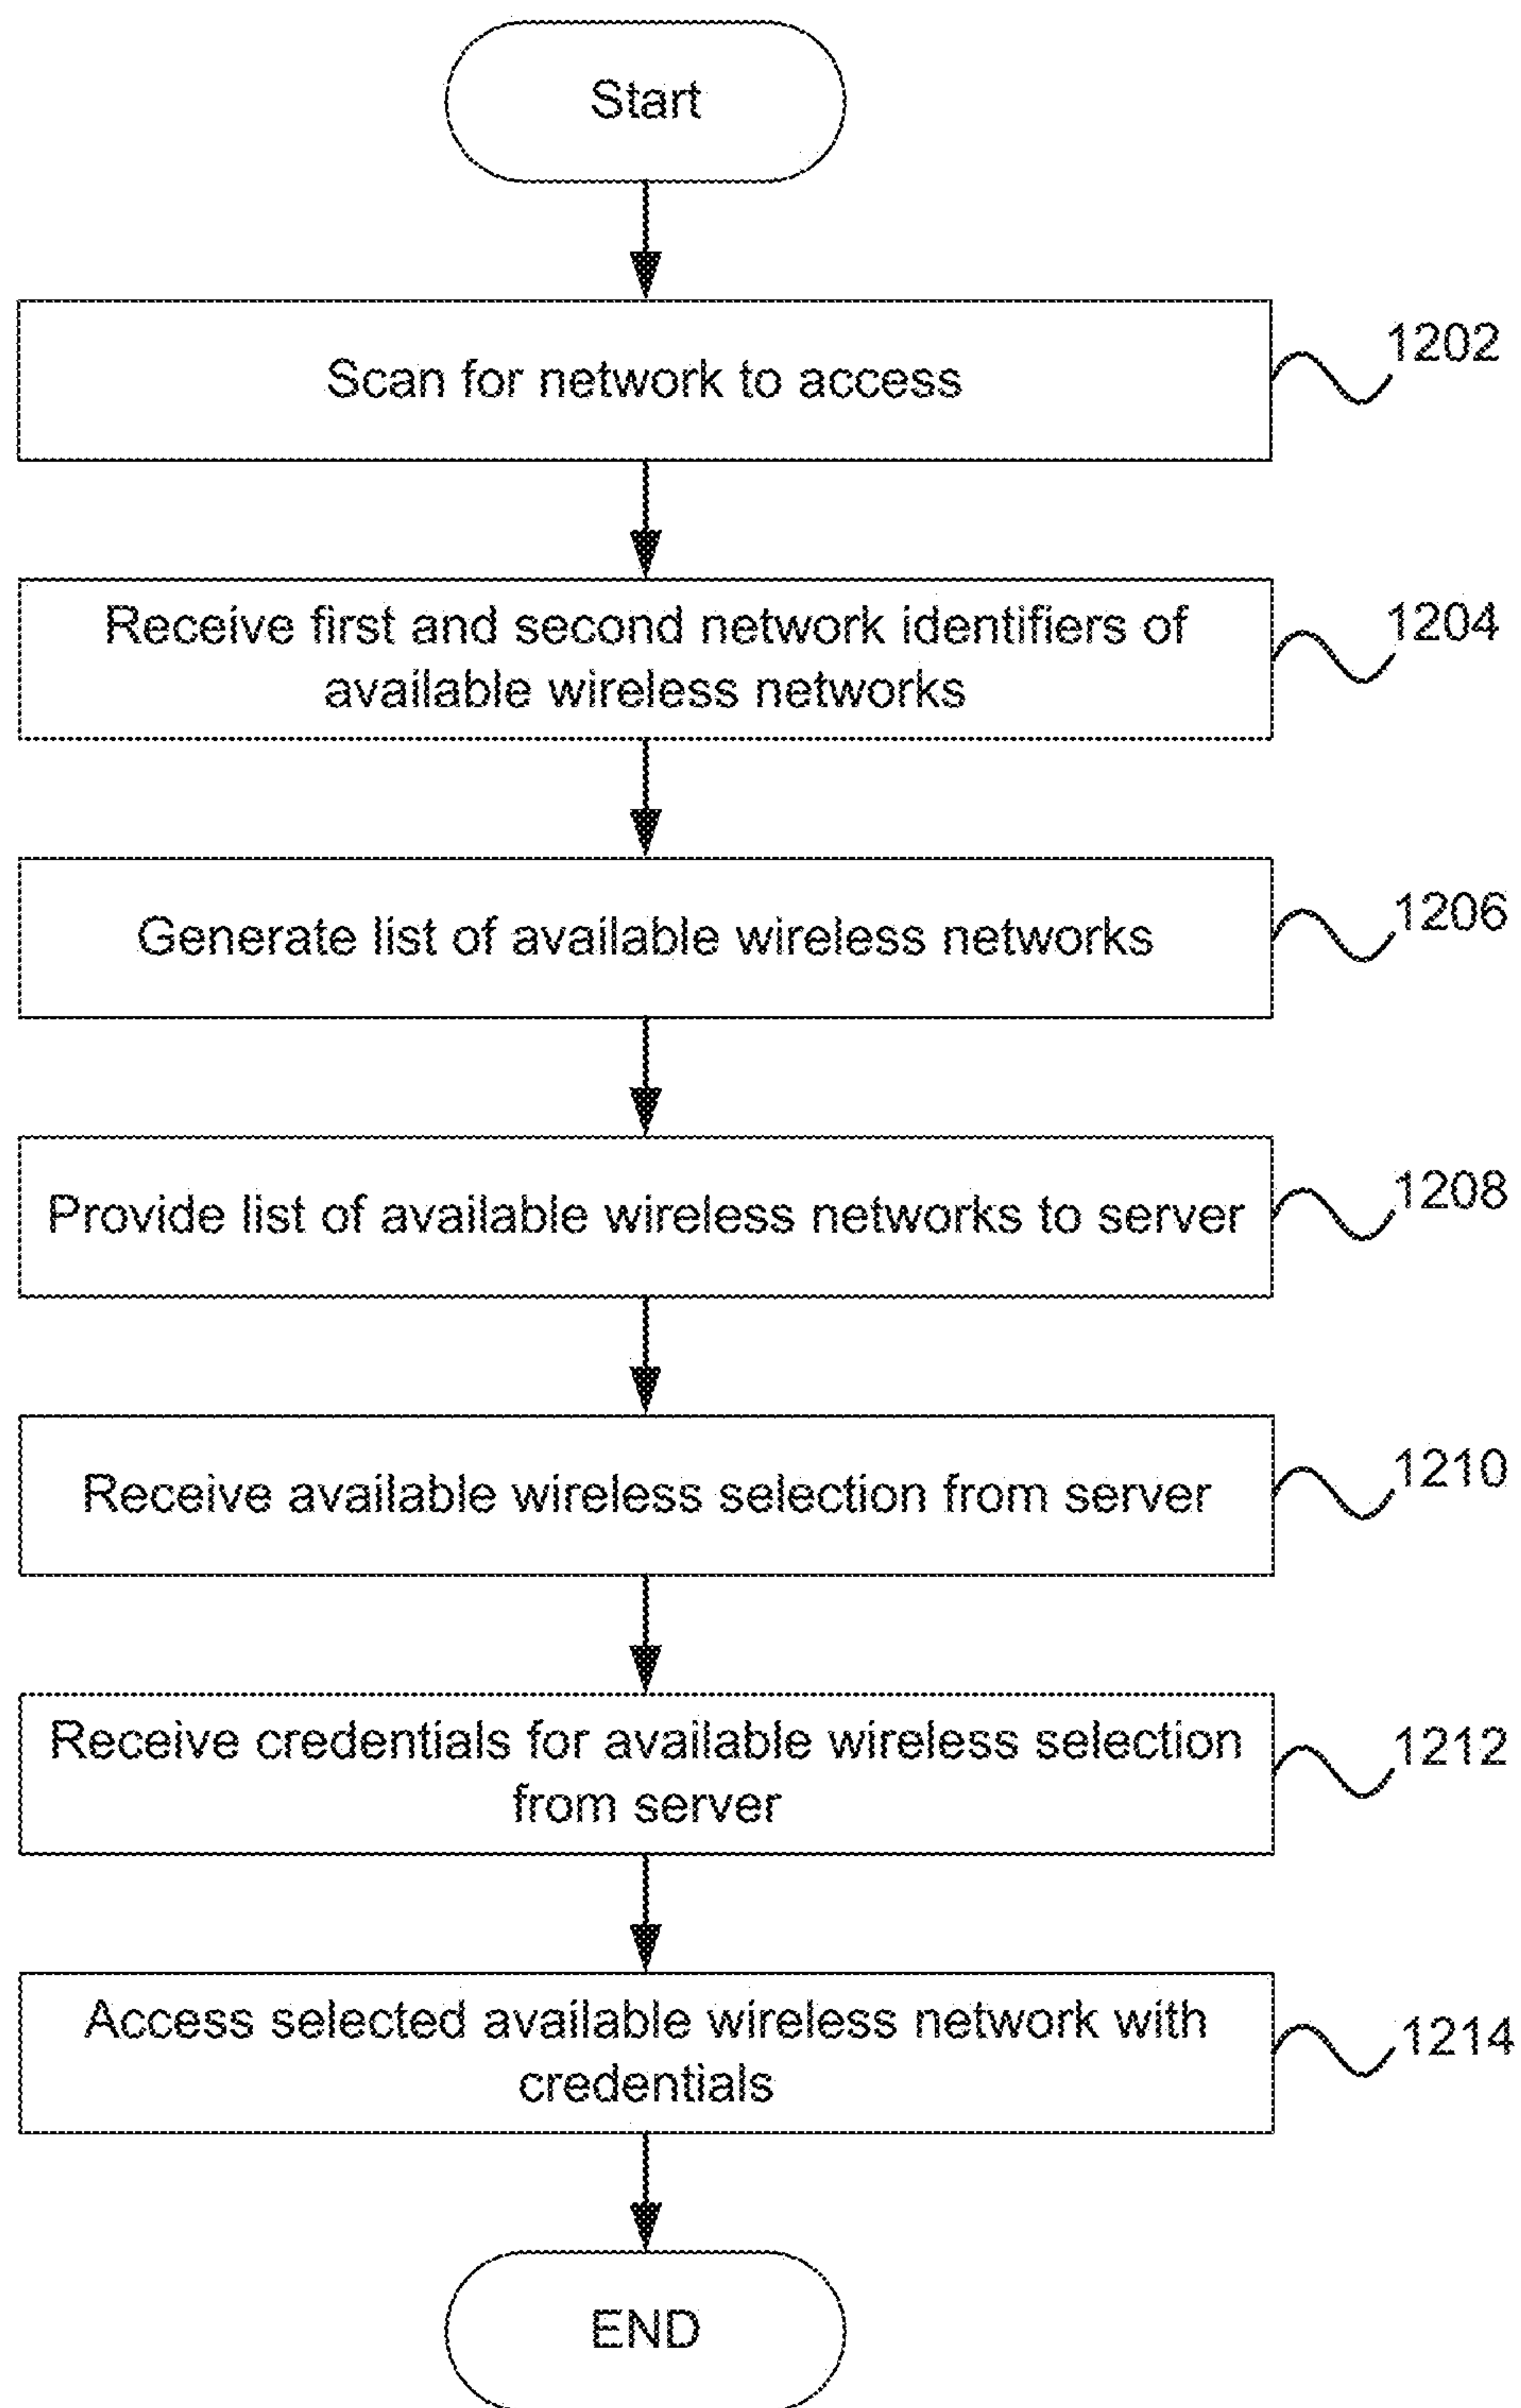 Start
Scan for network to access
1202
Receive first and second network identifiers of
available wireless networks
1204
Generate list of available wireless networks
1206
Provide list of available wireless networks to server
1208
Receive available wireless selection from server
1210
Receive credentials for available wireless selection
from server
1212
Access selected available wireless network with
credentials
1214
END